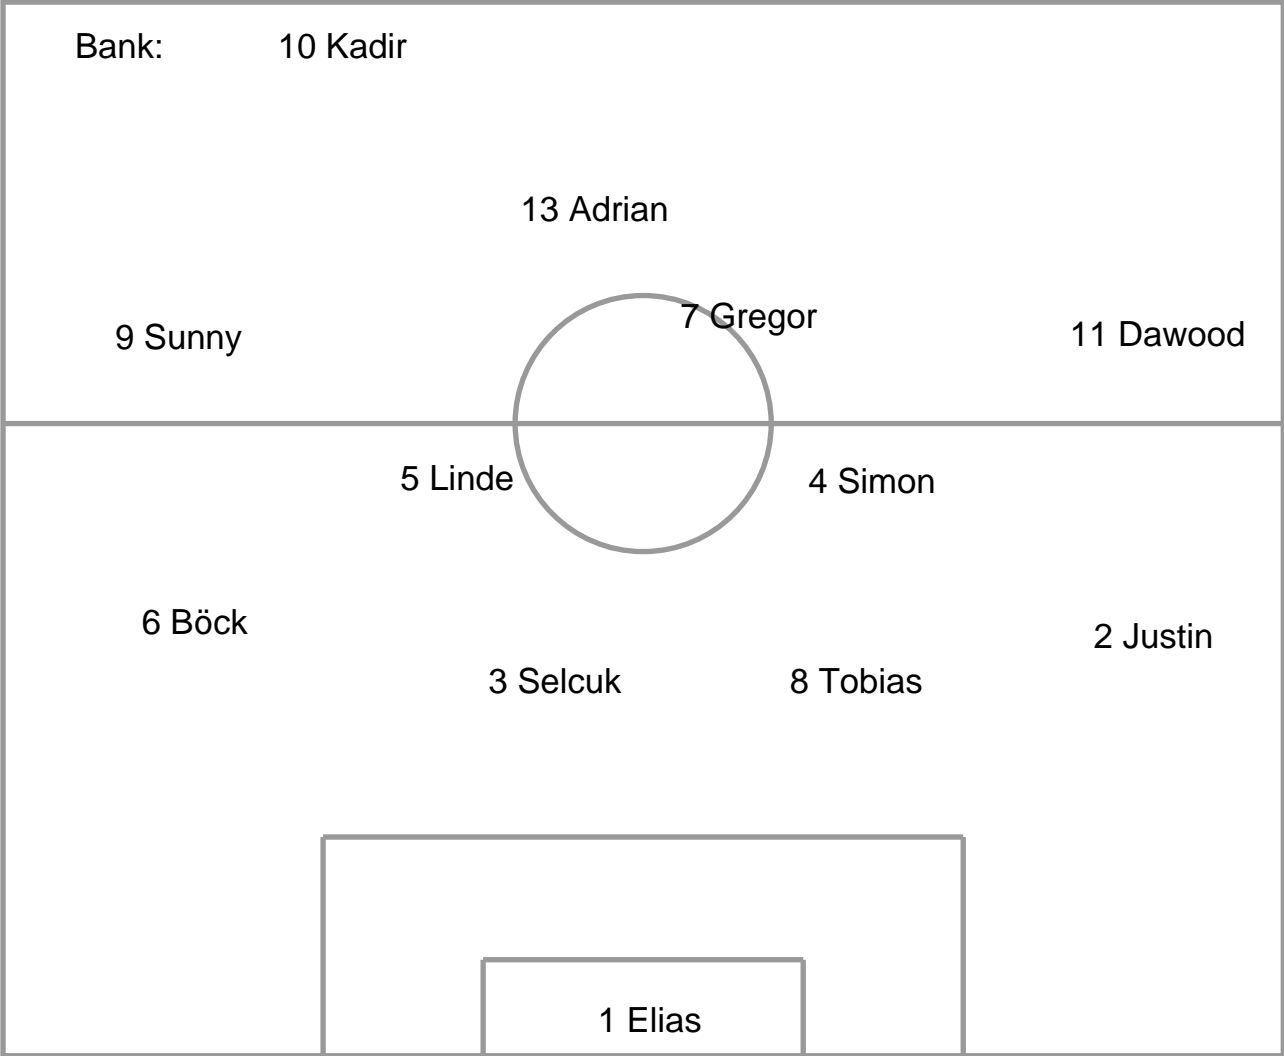 Bank: 10 Kadir
13 Adrian
7 Gregor
9 Sunny
11 Dawood
5 Linde
4 Simon
6 Böck
2 Justin
3 Selcuk
8 Tobias
1 Elias